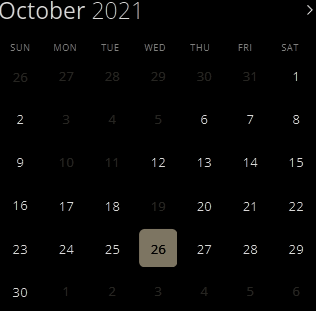 October 2021
SUN MON TUE WED THU FRI SAT
26 27 28 29 30 31 1
2 3 4 5 6 7 8
9 10 11 12 13 14 15
16 17 18 19 20 21 22
23 24 25 26 27 28 29
30 1 2 3 4 5 6